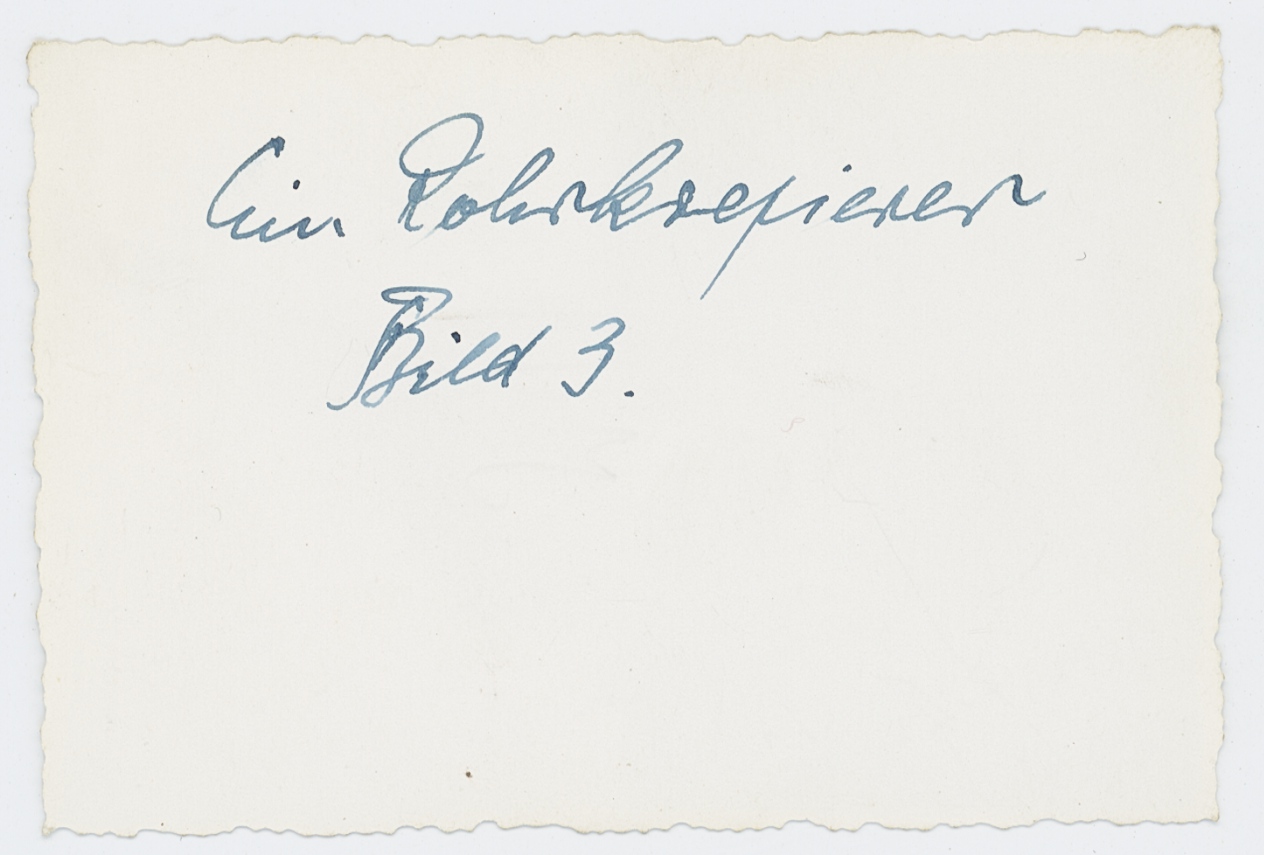 Ein Rohrkrepierer
Bild 3.